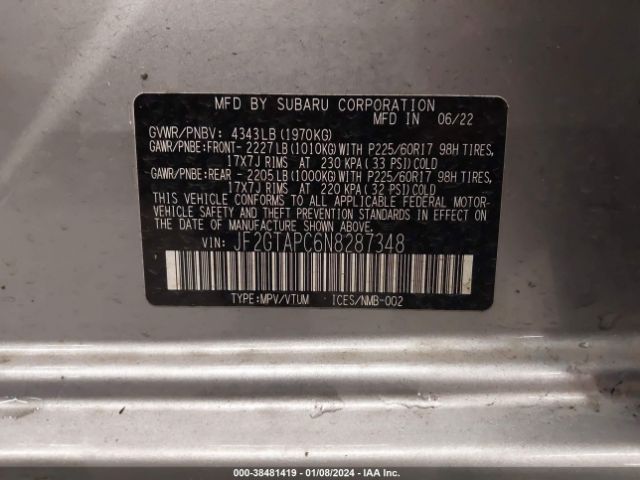 MFD BY SUBARU CORPORATION
MFD IN 06/22
GVWR/PNBV: 4343LB (1970KG)
GAWR/PNBE:FRONT- 2227LB (1010KG) WITH P225/60R17 98H TIRES,
17X7J RIMS AT 230 KPA (33 PSI) COLD
GAWR/PNBE:REAR - 2205LB (1000KG) WITH P225/60R17 98H TIRES,
17X7J RIMS AT 220 KPA (32 PSI) COLD
THIS VEHICLE CONFORMS TO ALL APPLICABLE FEDERAL MOTOR-
VEHICLE SAFETY AND THEFT PREVENTION STANDARDS IN EFFECT ON
THE DATE OF MANUFACTURE SHOWN ABOVE.
VIN: JF2GTAPC6N8287348
TYPE:MPV/VTUM ICES/NMB-002
000-38481419 - 01/08/2024 - IAA Inc.